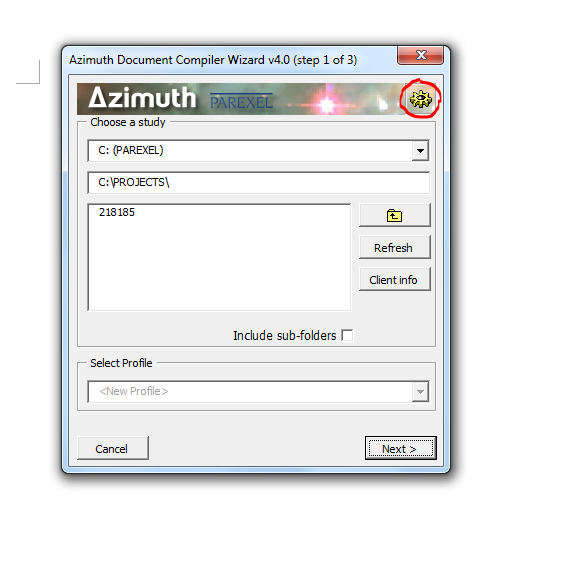 Azimuth Document Compiler Wizard v4.0 (step 1 of 3)
Azimuth PAREXEL
Choose a study
C: (PAREXEL)
C:\PROJECTS\
218185
Refresh
Client info
Include sub-folders
Select Profile
<New Profile>
Cancel
Next >